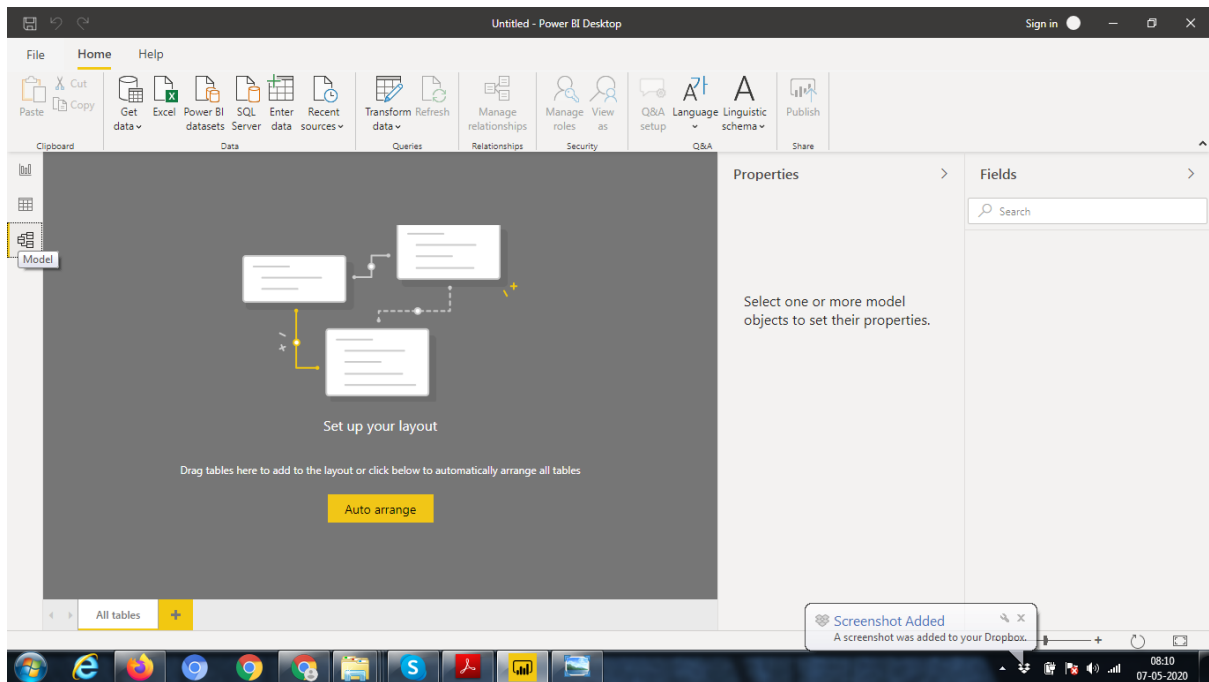 Untitled - Power BI Desktop
Sign in
File Home Help
Paste
Cut
Copy
Get data
Excel
Power BI datasets
SQL Server
Enter data
Recent sources
Transform data
Refresh
Manage relationships
Manage roles
View as
Q&A setup
Language
Linguistic schema
Publish
Clipboard Data Queries Relationships Security Q&A Share
Model
Properties
Fields
Search
Select one or more model
objects to set their properties.
Set up your layout
Drag tables here to add to the layout or click below to automatically arrange all tables
Auto arrange
All tables
+
Screenshot Added
A screenshot was added to your Dropbox.
08:10
07-05-2020